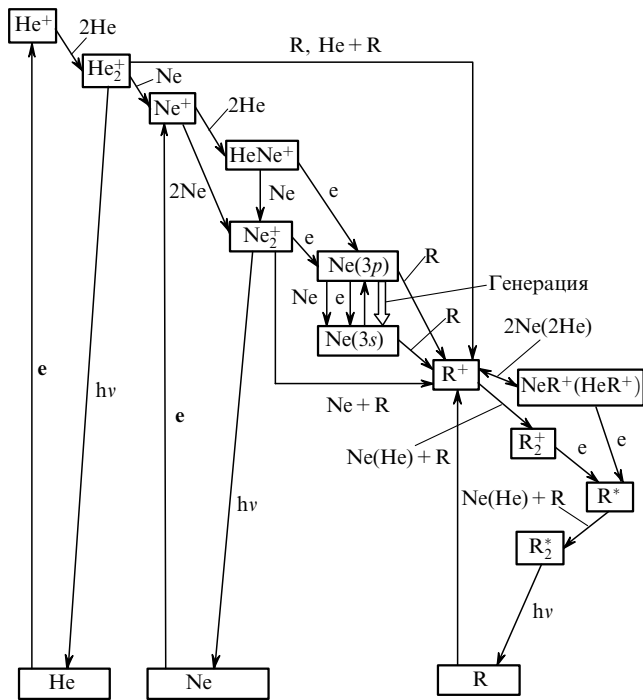 He⁺
2He
He₂⁺
R, He + R
Ne
Ne⁺
2He
HeNe⁺
2Ne
Ne
e
Ne₂⁺
e
Ne(3p)
R
Ne
e
Генерация
Ne(3s)
R
2Ne(2He)
R⁺
NeR⁺(HeR⁺)
e
hν
e
Ne + R
R₂⁺
e
e
Ne(He) + R
Ne(He) + R
R*
hν
R₂*
hν
He
Ne
R